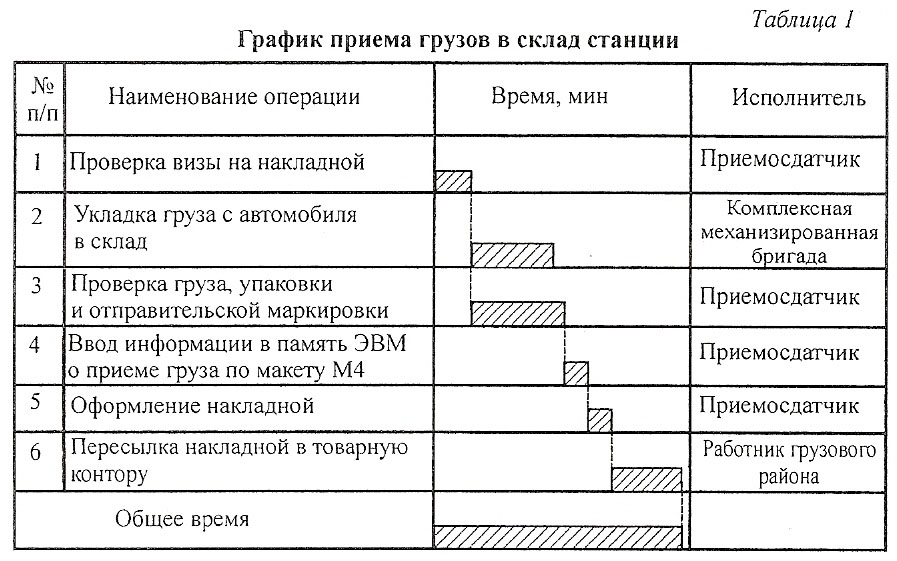 Таблица 1
График приема грузов в склад станции
№ п/п
Наименование операции
Время, мин
Исполнитель
1
Проверка визы на накладной
Приемосдатчик
2
Укладка груза с автомобиля
в склад
Комплексная
механизированная
бригада
3
Проверка груза, упаковки
и отправительской маркировки
Приемосдатчик
4
Ввод информации в память ЭВМ
о приеме груза по макету М4
Приемосдатчик
5
Оформление накладной
Приемосдатчик
6
Пересылка накладной в товарную
контору
Работник грузового
района
Общее время